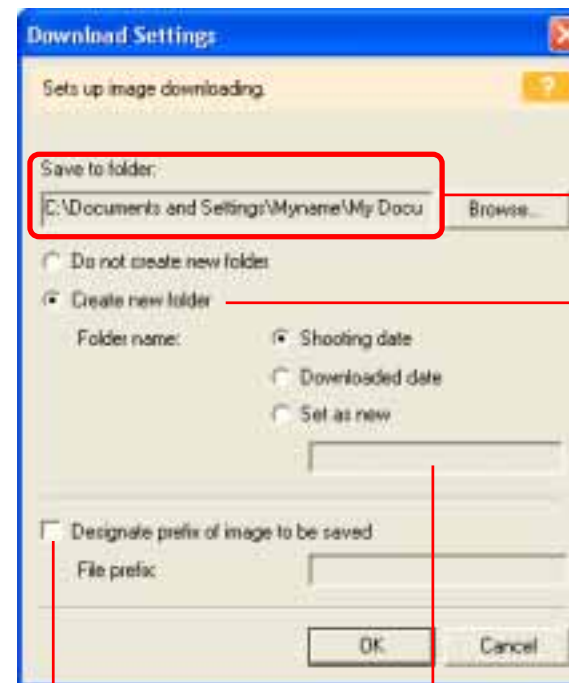 Download Settings
Sets up image downloading.
?
Save to folder:
C:\Documents and Settings\Myname\My Docu
Browse...
Do not create new folder
Create new folder
Folder name:
Shooting date
Downloaded date
Set as new
Designate prefix of image to be saved
File prefix:
OK
Cancel